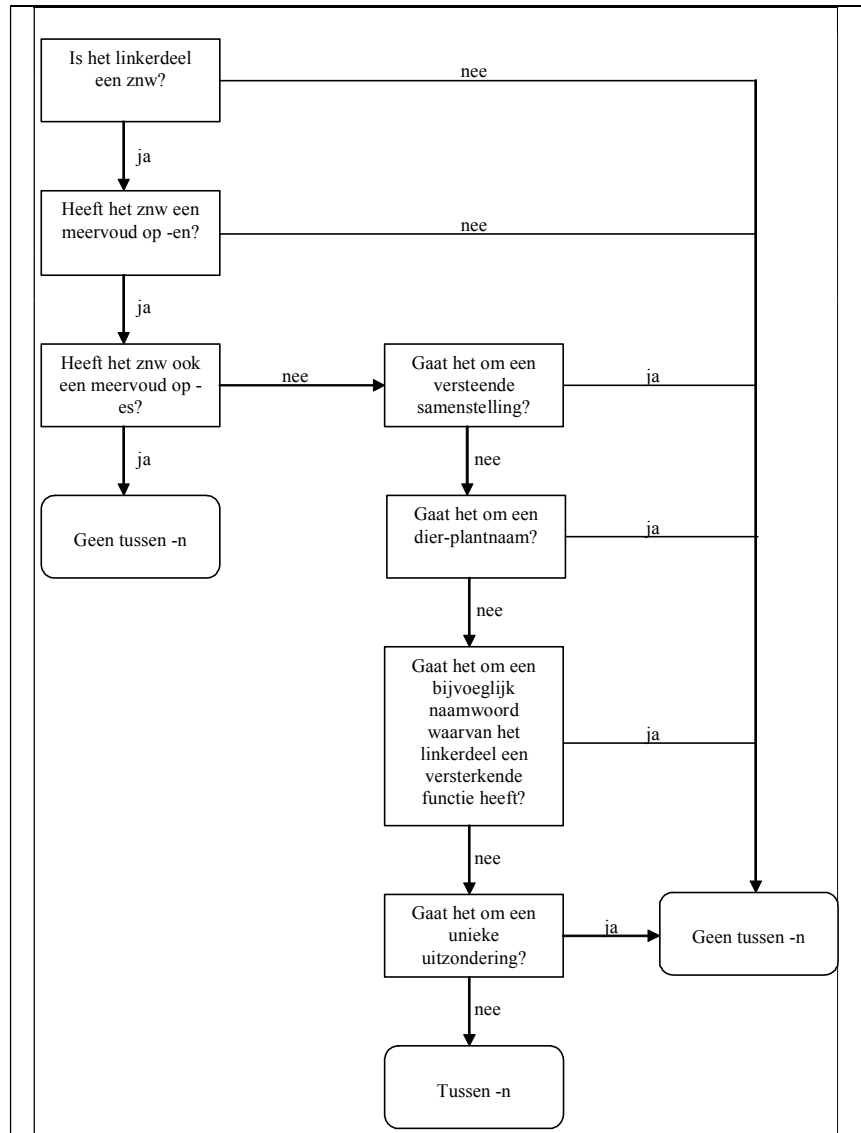 Is het linkerdeel
een znw?
nee
ja
Heeft het znw een
meervoud op -en?
nee
ja
Heeft het znw ook
een meervoud op -
es?
nee
Gaat het om een
versteende
samenstelling?
ja
ja
nee
Geen tussen -n
Gaat het om een
dier-plantnaam?
ja
nee
Gaat het om een
bijvoeglijk
naamwoord
waarvan het
linkerdeel een
versterkende
functie heeft?
ja
nee
Gaat het om een
unieke
uitzondering?
ja
Geen tussen -n
nee
Tussen -n